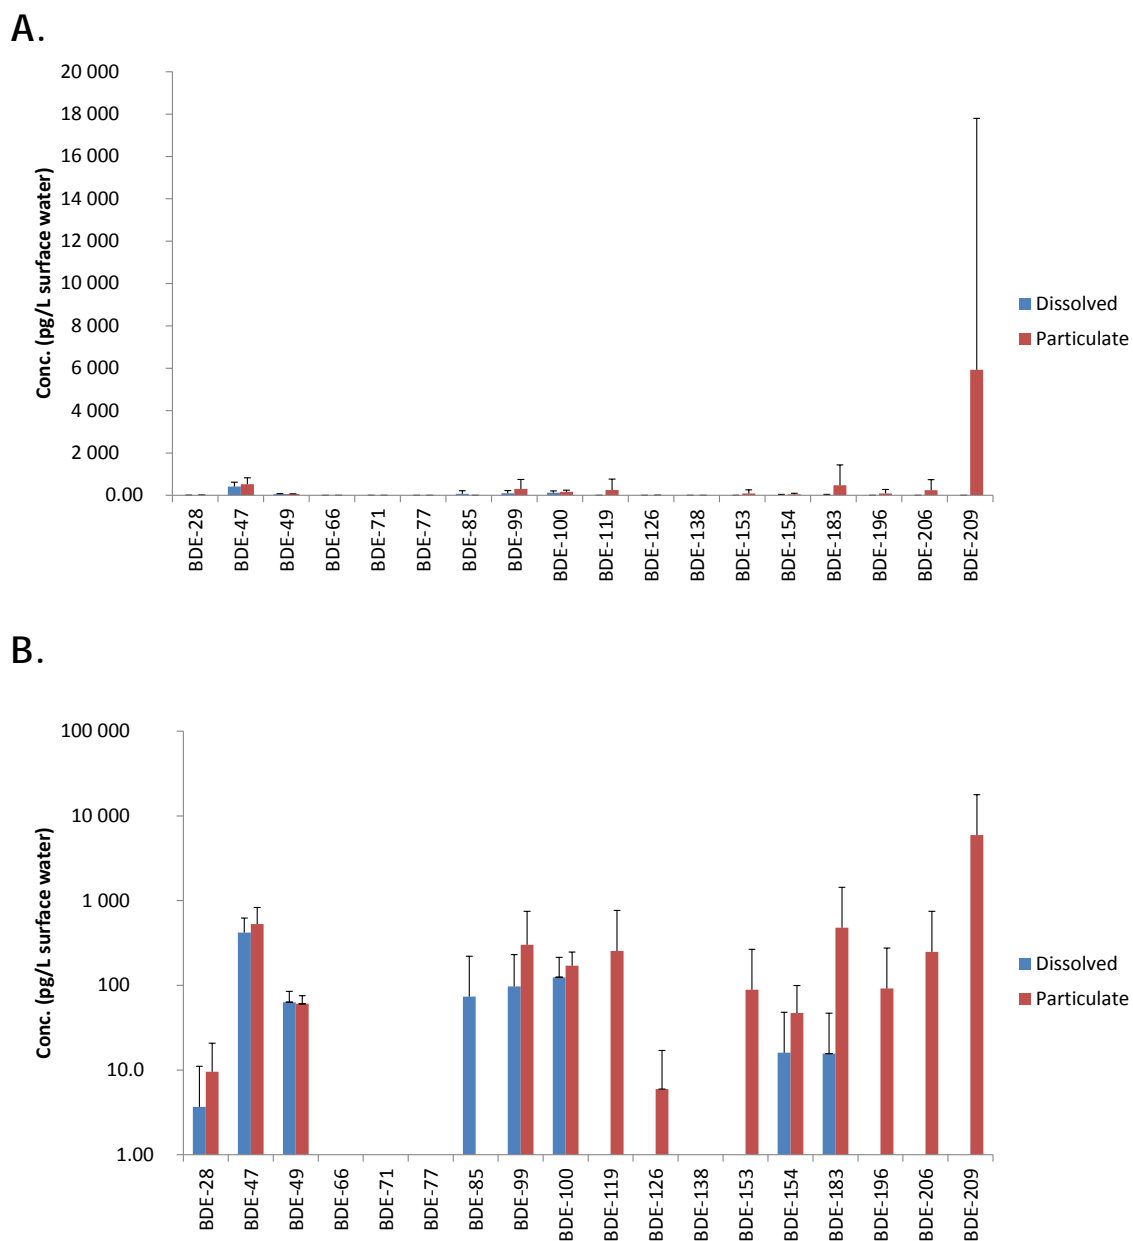 A.
20 000
18 000
16 000
14 000
12 000
10 000
8 000
6 000
4 000
2 000
0.00
Conc. (pg/L surface water)
BDE-28
BDE-47
BDE-49
BDE-66
BDE-71
BDE-77
BDE-85
BDE-99
BDE-100
BDE-119
BDE-126
BDE-138
BDE-153
BDE-154
BDE-183
BDE-196
BDE-206
BDE-209
Dissolved
Particulate
B.
100 000
10 000
1 000
100
10.0
1.00
Conc. (pg/L surface water)
BDE-28
BDE-47
BDE-49
BDE-66
BDE-71
BDE-77
BDE-85
BDE-99
BDE-100
BDE-119
BDE-126
BDE-138
BDE-153
BDE-154
BDE-183
BDE-196
BDE-206
BDE-209
Dissolved
Particulate